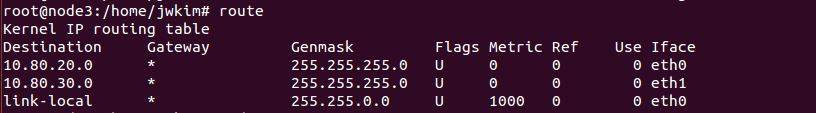 root@node3:/home/jwkim# route
Kernel IP routing table
Destination     Gateway         Genmask         Flags Metric Ref    Use Iface
10.80.20.0      *               255.255.255.0   U     0      0        0 eth0
10.80.30.0      *               255.255.255.0   U     0      0        0 eth1
link-local      *               255.255.0.0     U     1000   0        0 eth0